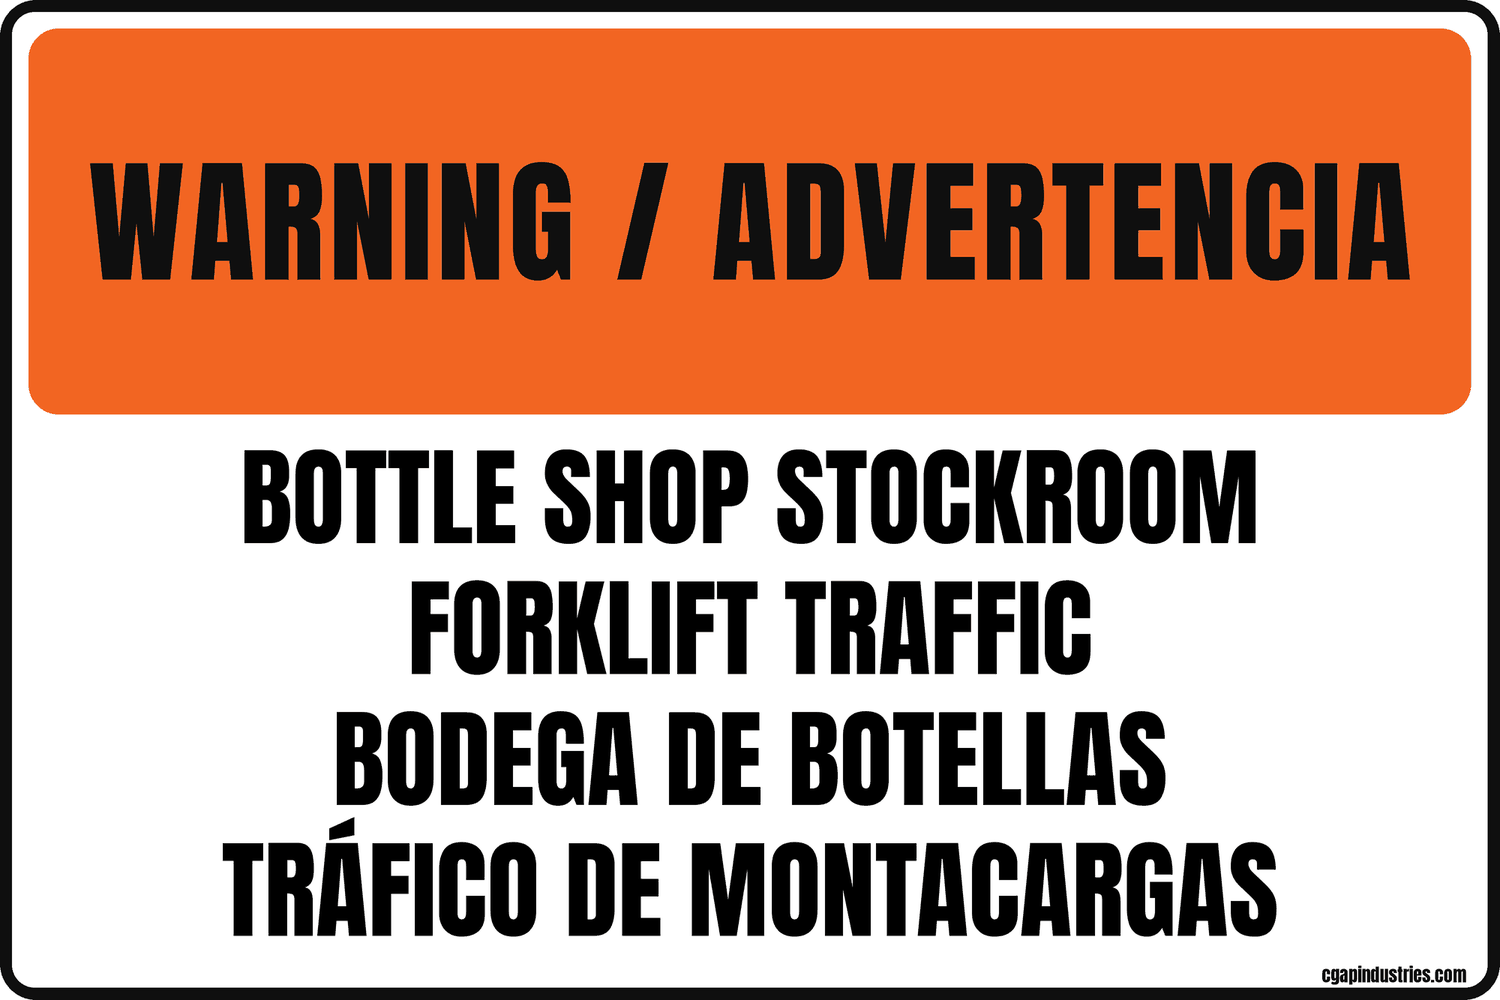 WARNING / ADVERTENCIA
BOTTLE SHOP STOCKROOM
FORKLIFT TRAFFIC
BODEGA DE BOTELLAS
TRÁFICO DE MONTACARGAS
cgapindustries.com